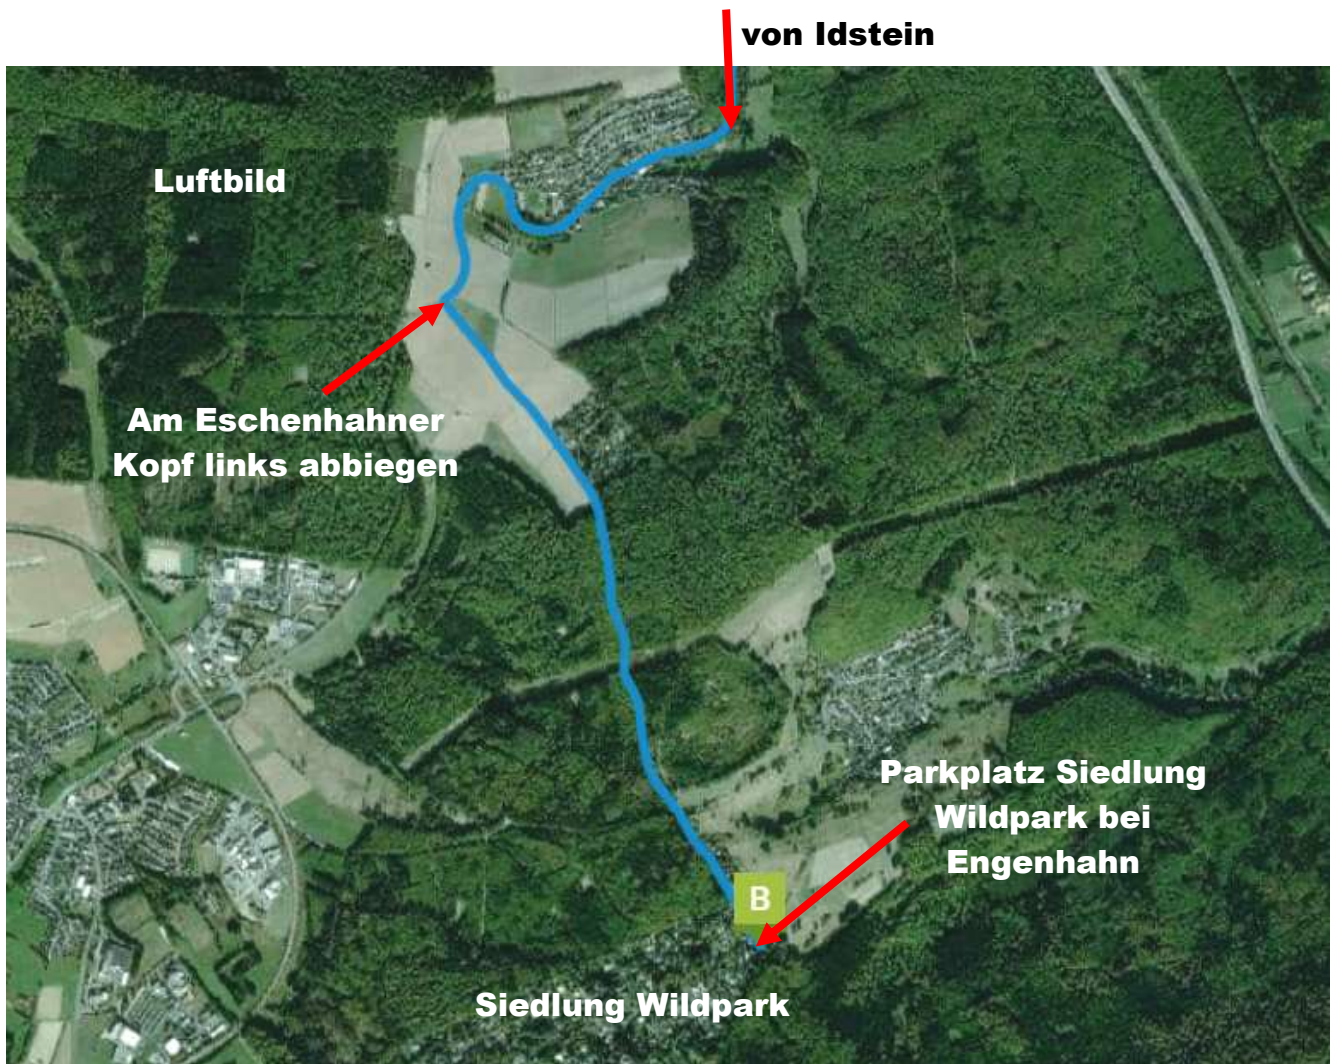 von Idstein
Luftbild
Am Eschenhahner
Kopf links abbiegen
Parkplatz Siedlung
Wildpark bei
Engenhahn
B
Siedlung Wildpark